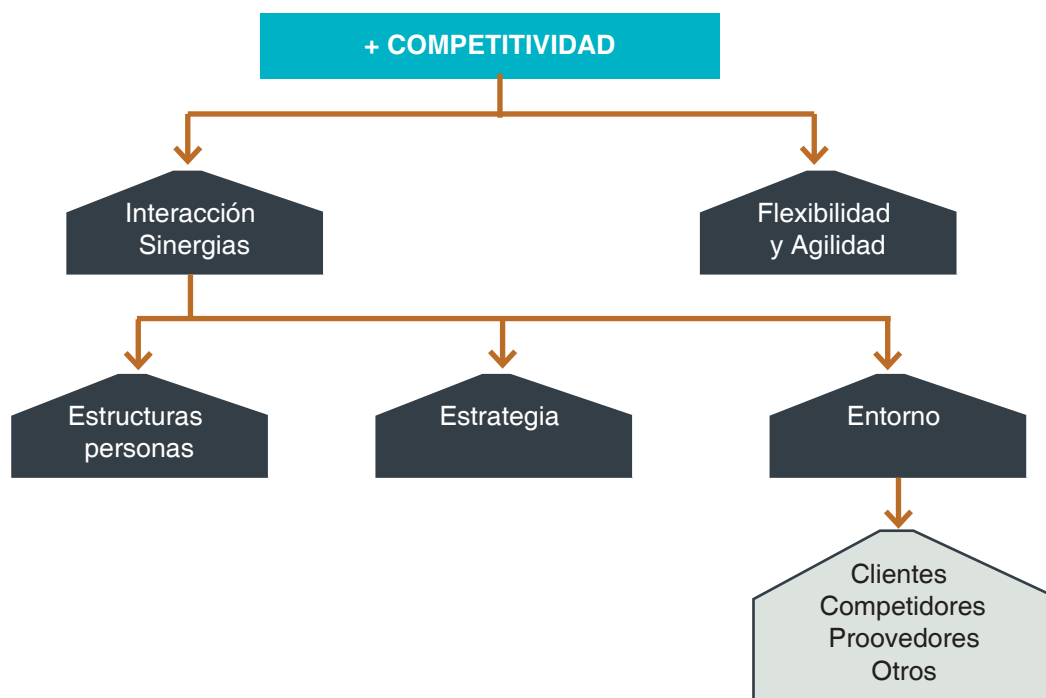 + COMPETITIVIDAD
Interacción
Sinergias
Flexibilidad
y Agilidad
Estructuras
personas
Estrategia
Entorno
Clientes
Competidores
Proovedores
Otros